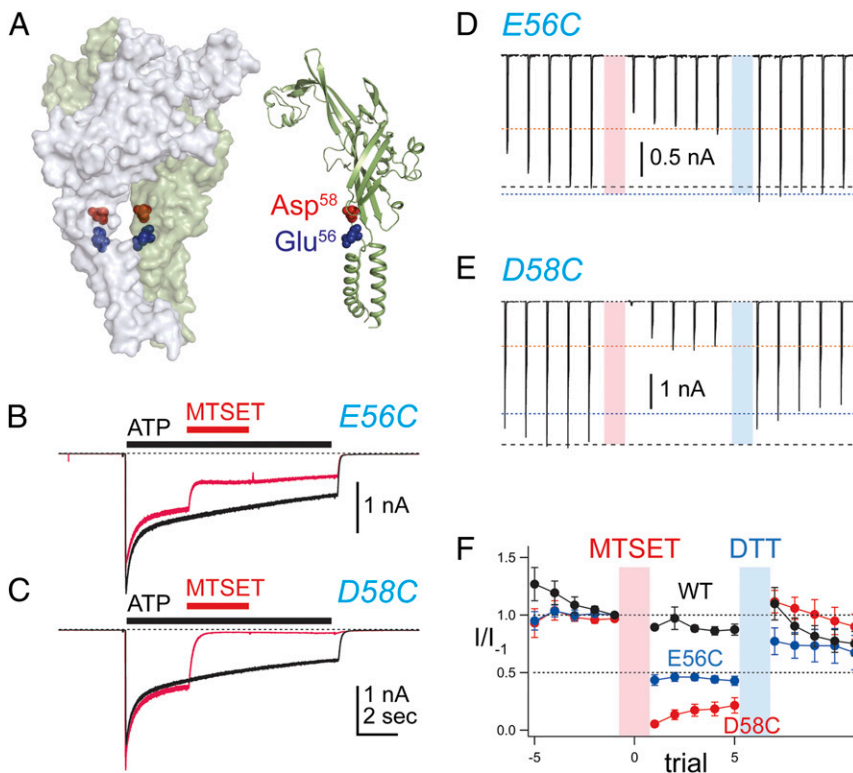 A
Asp58
Glu56
B
ATP
MTSET
E56C
1 nA
C
ATP
MTSET
D58C
1 nA
2 sec
D
E56C
0.5 nA
E
D58C
1 nA
F
MTSET
DTT
WT
E56C
D58C
I/I-1
1.5
1.0
0.5
0.0
-5
0
5
trial